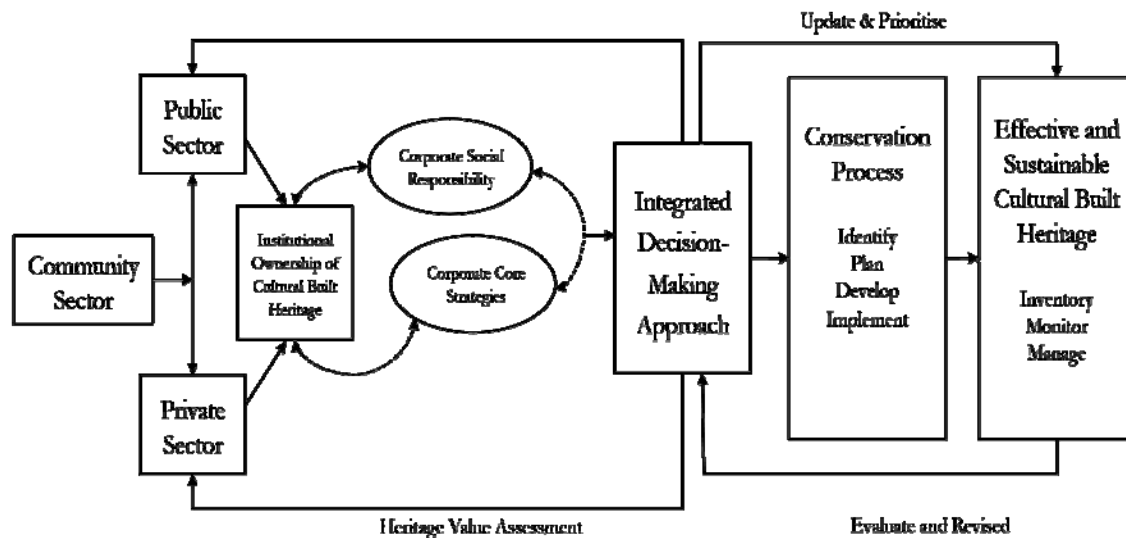 Update & Prioritise
Public
Sector
Community
Sector
Private
Sector
Institutional
Ownership of
Cultural Built
Heritage
Corporate Social
Responsibility
Corporate Core
Strategies
Integrated
Decision-
Making
Approach
Conservation
Process
Identify
Plan
Develop
Implement
Effective and
Sustainable
Cultural Built
Heritage
Inventory
Monitor
Manage
Heritage Value Assessment
Evaluate and Revised